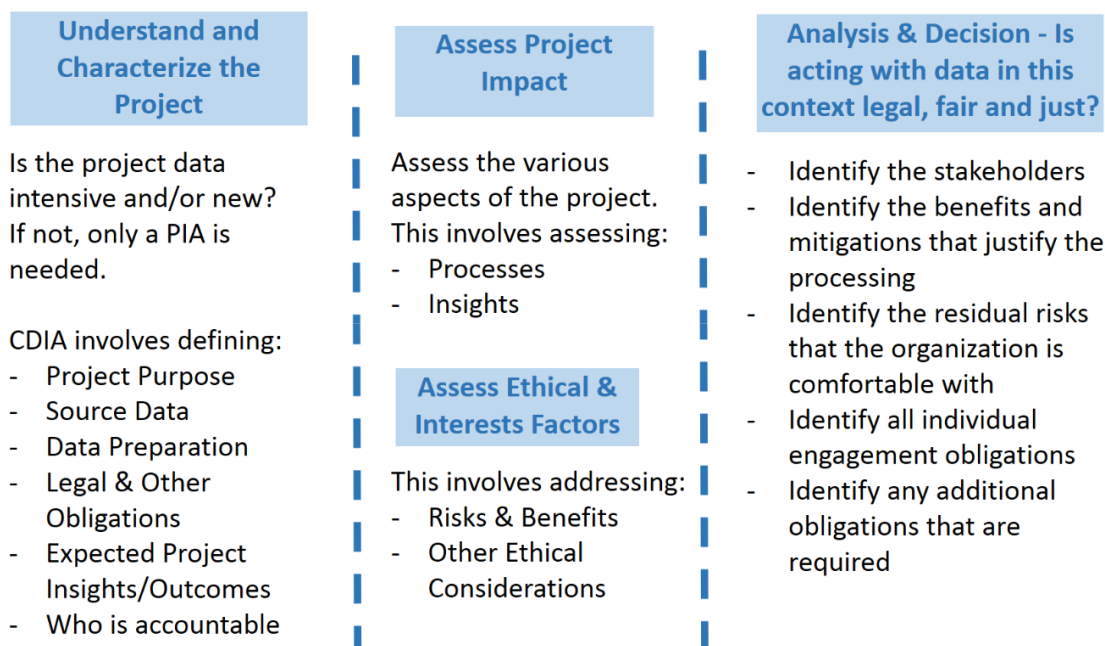 Understand and
Characterize the
Project
Is the project data
intensive and/or new?
If not, only a PIA is
needed.
CDIA involves defining:
- Project Purpose
- Source Data
- Data Preparation
- Legal & Other
Obligations
- Expected Project
Insights/Outcomes
- Who is accountable
Assess Project
Impact
Assess the various
aspects of the project.
This involves assessing:
- Processes
- Insights
Assess Ethical &
Interests Factors
This involves addressing:
- Risks & Benefits
- Other Ethical
Considerations
Analysis & Decision - Is
acting with data in this
context legal, fair and just?
- Identify the stakeholders
- Identify the benefits and
mitigations that justify the
processing
- Identify the residual risks
that the organization is
comfortable with
- Identify all individual
engagement obligations
- Identify any additional
obligations that are
required